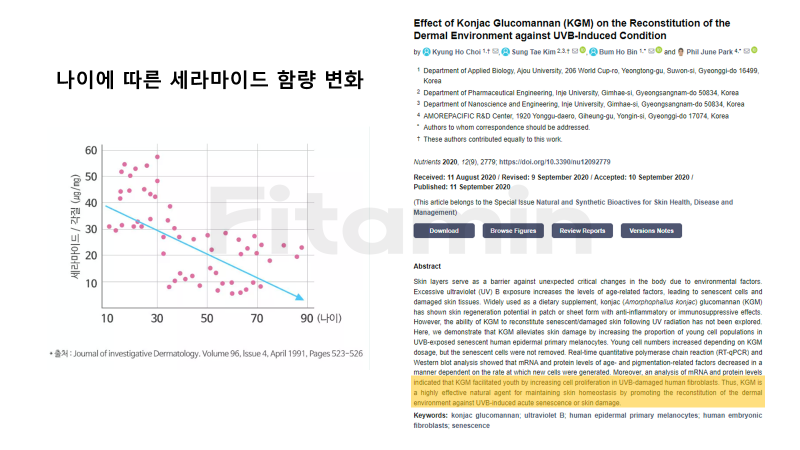 나이에 따른 세라마이드 함량 변화
세라마이드 / 각질 (㎍/㎎)
60
50
40
30
20
10
10
30
50
70
90 (나이)
* 출처 : Journal of investigative Dermatology, Volume 96, Issue 4, April 1991, Pages 523-526
Fitamin
Effect of Konjac Glucomannan (KGM) on the Reconstitution of the
Dermal Environment against UVB-Induced Condition
by Kyung Ho Choi 1,†, Sung Tae Kim 2,3,†, Bum Ho Bin 1,* and Phil June Park 4,*
1 Department of Applied Biology, Ajou University, 206 World Cup-ro, Yeongtong-gu, Suwon-si, Gyeonggi-do 16499,
Korea
2 Department of Pharmaceutical Engineering, Inje University, Gimhae-si, Gyeongsangnam-do 50834, Korea
3 Department of Nanoscience and Engineering, Inje University, Gimhae-si, Gyeongsangnam-do 50834, Korea
4 AMOREPACIFIC R&D Center, 1920 Yonggu-daero, Giheung-gu, Yongin-si, Gyeonggi-do 17074, Korea
* Authors to whom correspondence should be addressed.
† These authors contributed equally to this work.
Nutrients 2020, 12(9), 2779; https://doi.org/10.3390/nu12092779
Received: 11 August 2020 / Revised: 9 September 2020 / Accepted: 10 September 2020 /
Published: 11 September 2020
(This article belongs to the Special Issue Natural and Synthetic Bioactives for Skin Health, Disease and
Management)
Download
Browse Figures
Review Reports
Versions Notes
Abstract
Skin layers serve as a barrier against unexpected changes in the body due to environmental factors.
Excessive ultraviolet (UV) B exposure increases the levels of age-related factors, leading to senescent cells and
damaged skin tissues. Widely used as a dietary supplement, konjac (Amorphophallus konjac) glucomannan (KGM)
has shown skin regeneration potential in patch or sheet form with anti-inflammatory or immunosuppressive effects.
However, the ability of KGM to reconstitute senescent/damaged skin following UV radiation has not been explored.
Here, we demonstrate that KGM alleviates skin damage by increasing the proportion of young cell populations in
UVB-exposed senescent human epidermal primary melanocytes. Young cell numbers increased depending on KGM
dosage, but the senescent cells were not removed. Real-time quantitative polymerase chain reaction (RT-qPCR) and
Western blot analysis showed that mRNA and protein levels of age- and pigmentation-related factors decreased in a
manner dependent on the rate at which new cells were generated. Moreover, an analysis of mRNA and protein levels
indicated that KGM facilitated youth by increasing cell proliferation in UVB-damaged human fibroblasts. Thus, KGM is
a highly effective natural agent for maintaining skin homeostasis by promoting the reconstitution of the dermal
environment against UVB-induced acute senescence or skin damage.
Keywords: konjac glucomannan; ultraviolet B; human epidermal primary melanocytes; human embryonic
fibroblasts; senescence